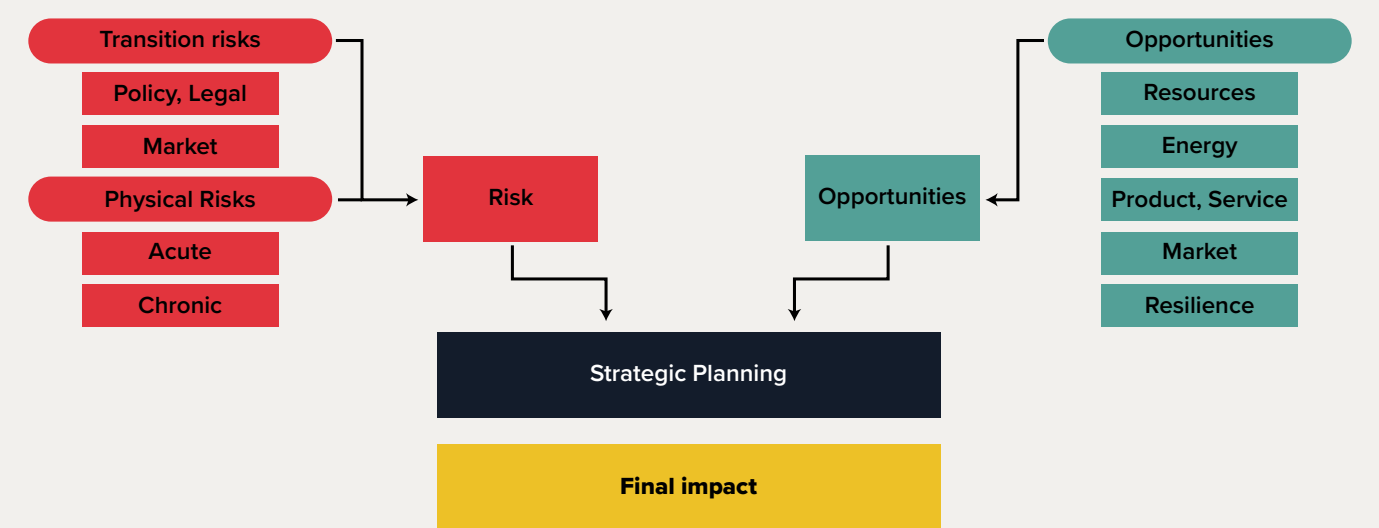 Transition risks
Policy, Legal
Market
Physical Risks
Acute
Chronic
Risk
Opportunities
Opportunities
Resources
Energy
Product, Service
Market
Resilience
Strategic Planning
Final impact